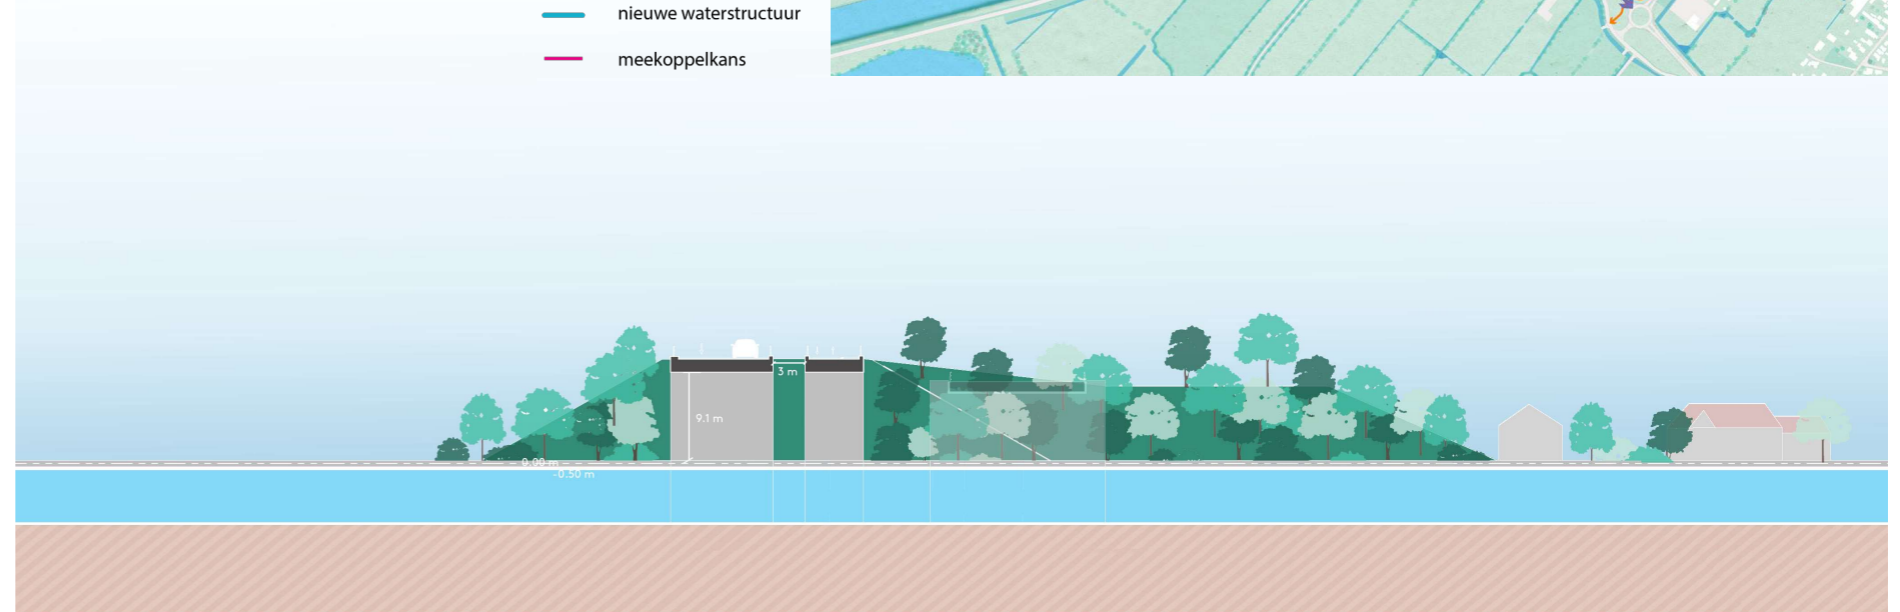 nieuwe waterstructuur
meekoppelkans
3 m
9.1 m
0.00 m
-0.50 m